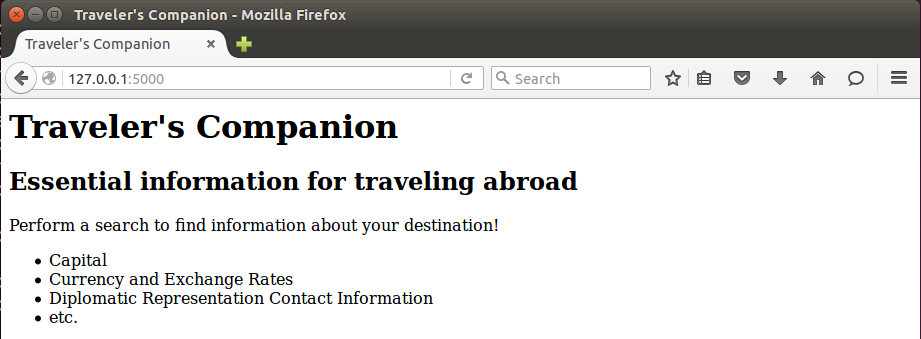 Traveler's Companion - Mozilla Firefox
Traveler's Companion
127.0.0.1:5000
Search
Traveler's Companion
Essential information for traveling abroad
Perform a search to find information about your destination!
Capital
Currency and Exchange Rates
Diplomatic Representation Contact Information
etc.